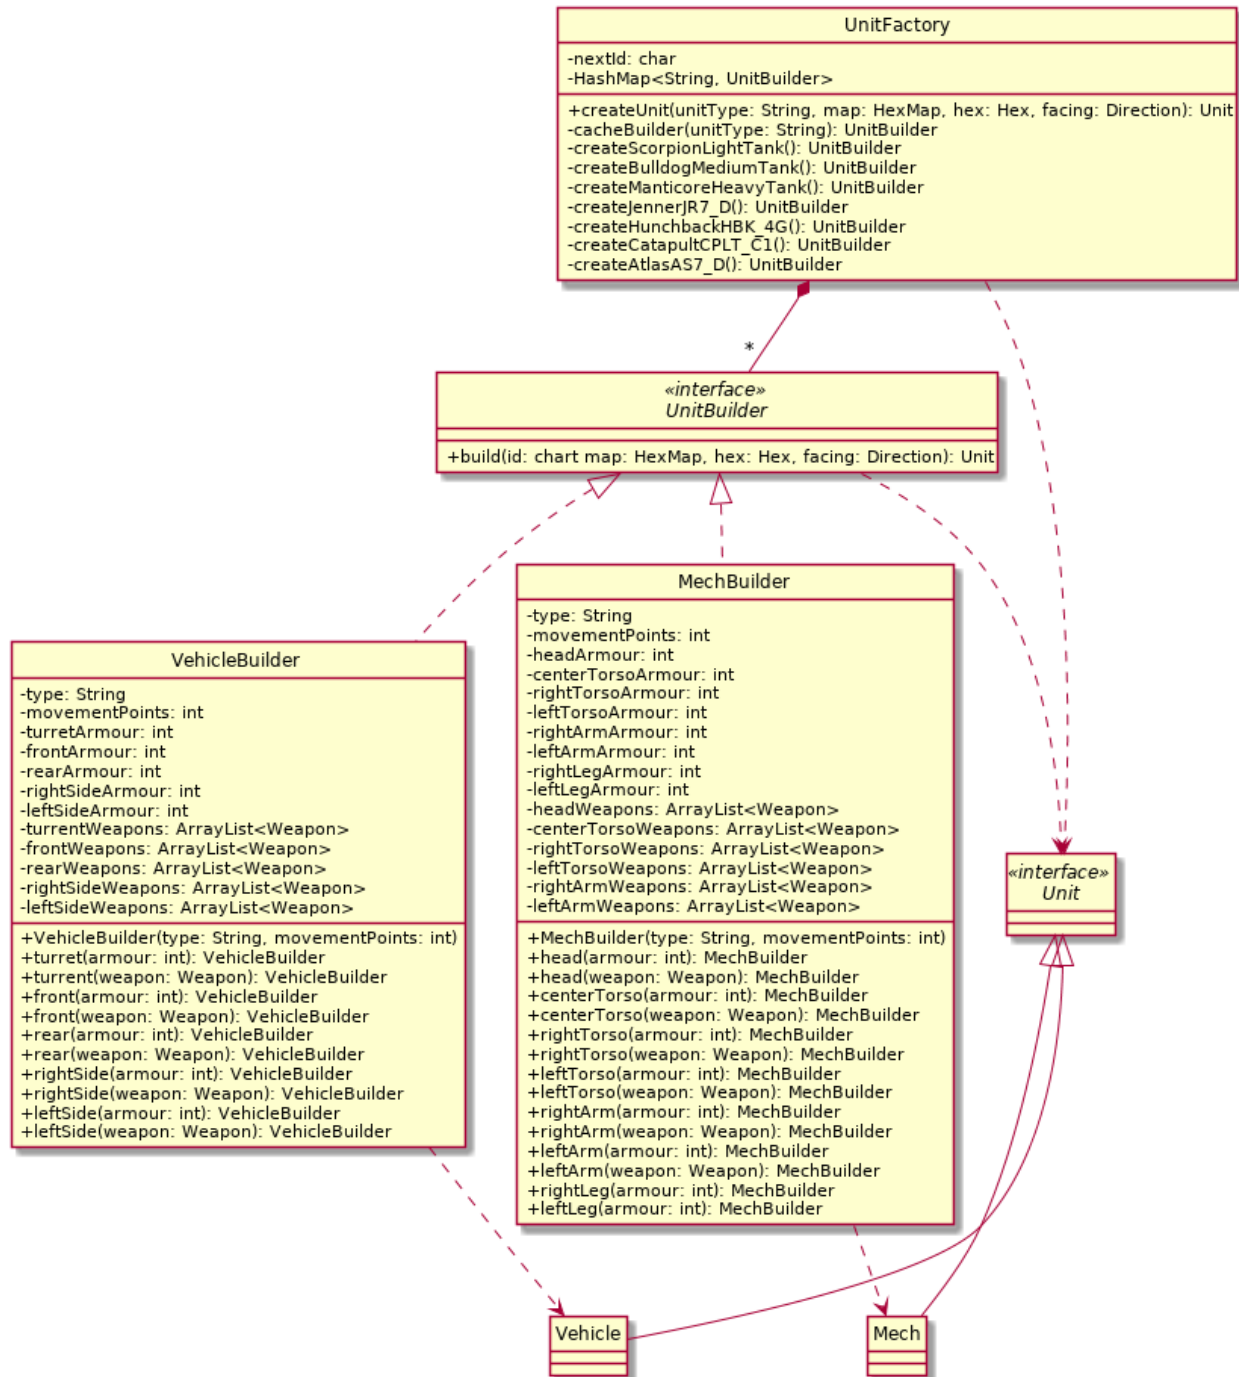 UnitFactory
-nextId: char
-HashMap<String, UnitBuilder>
+createUnit(unitType: String, map: HexMap, hex: Hex, facing: Direction): Unit
-cacheBuilder(unitType: String): UnitBuilder
-createScorpionLightTank(): UnitBuilder
-createBulldogMediumTank(): UnitBuilder
-createManticoreHeavyTank(): UnitBuilder
-createJennerJR7_D(): UnitBuilder
-createHunchbackHBK_4G(): UnitBuilder
-createCatapultCPLT_C1(): UnitBuilder
-createAtlasAS7_D(): UnitBuilder
*
«interface»
UnitBuilder
+build(id: chart map: HexMap, hex: Hex, facing: Direction): Unit
VehicleBuilder
-type: String
-movementPoints: int
-turretArmour: int
-frontArmour: int
-rearArmour: int
-rightSideArmour: int
-leftSideArmour: int
-turrentWeapons: ArrayList<Weapon>
-frontWeapons: ArrayList<Weapon>
-rearWeapons: ArrayList<Weapon>
-rightSideWeapons: ArrayList<Weapon>
-leftSideWeapons: ArrayList<Weapon>
+VehicleBuilder(type: String, movementPoints: int)
+turret(armour: int): VehicleBuilder
+turrent(weapon: Weapon): VehicleBuilder
+front(armour: int): VehicleBuilder
+front(weapon: Weapon): VehicleBuilder
+rear(armour: int): VehicleBuilder
+rear(weapon: Weapon): VehicleBuilder
+rightSide(armour: int): VehicleBuilder
+rightSide(weapon: Weapon): VehicleBuilder
+leftSide(armour: int): VehicleBuilder
+leftSide(weapon: Weapon): VehicleBuilder
MechBuilder
-type: String
-movementPoints: int
-headArmour: int
-centerTorsoArmour: int
-rightTorsoArmour: int
-leftTorsoArmour: int
-rightArmArmour: int
-leftArmArmour: int
-rightLegArmour: int
-leftLegArmour: int
-headWeapons: ArrayList<Weapon>
-centerTorsoWeapons: ArrayList<Weapon>
-rightTorsoWeapons: ArrayList<Weapon>
-leftTorsoWeapons: ArrayList<Weapon>
-rightArmWeapons: ArrayList<Weapon>
-leftArmWeapons: ArrayList<Weapon>
+MechBuilder(type: String, movementPoints: int)
+head(armour: int): MechBuilder
+head(weapon: Weapon): MechBuilder
+centerTorso(armour: int): MechBuilder
+centerTorso(weapon: Weapon): MechBuilder
+rightTorso(armour: int): MechBuilder
+rightTorso(weapon: Weapon): MechBuilder
+leftTorso(armour: int): MechBuilder
+leftTorso(weapon: Weapon): MechBuilder
+rightArm(armour: int): MechBuilder
+rightArm(weapon: Weapon): MechBuilder
+leftArm(armour: int): MechBuilder
+leftArm(weapon: Weapon): MechBuilder
+rightLeg(armour: int): MechBuilder
+leftLeg(armour: int): MechBuilder
«interface»
Unit
Vehicle
Mech